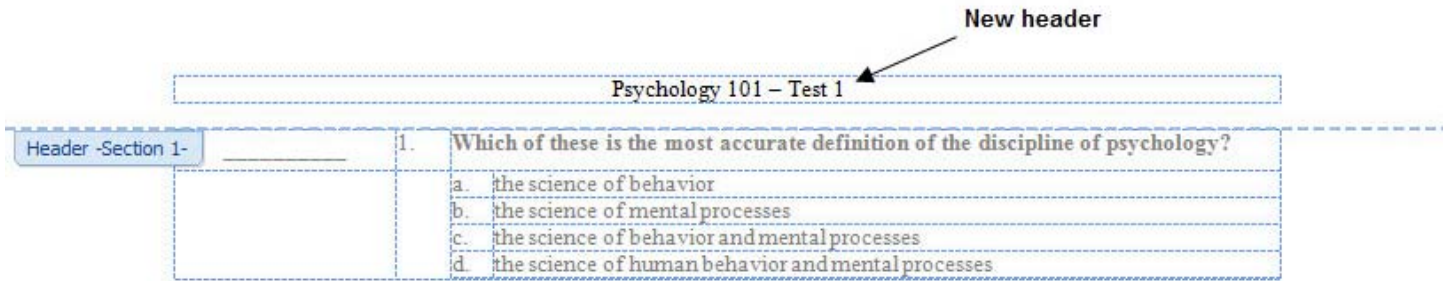 New header
Psychology 101 – Test 1
Header -Section 1-
__________ 1. Which of these is the most accurate definition of the discipline of psychology?
a. the science of behavior
b. the science of mental processes
c. the science of behavior and mental processes
d. the science of human behavior and mental processes